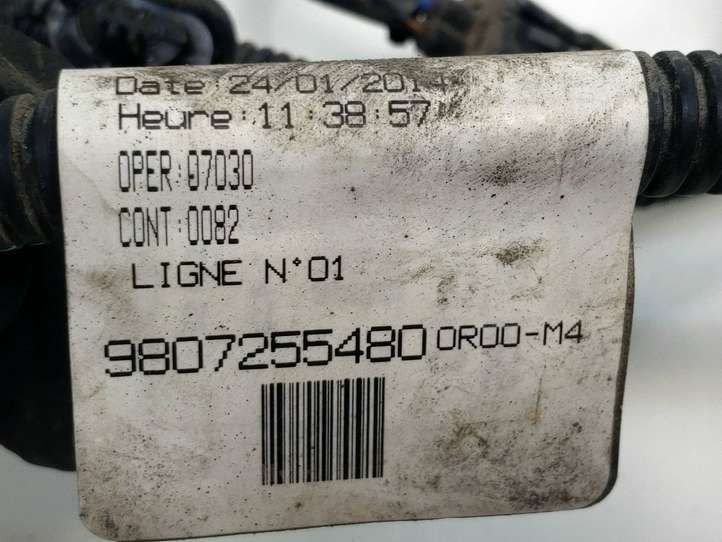 Date:24/01/2014
Heure:11:38:57
OPER:07030
CONT:0082
LIGNE N°01
9807255480 0R00-M4